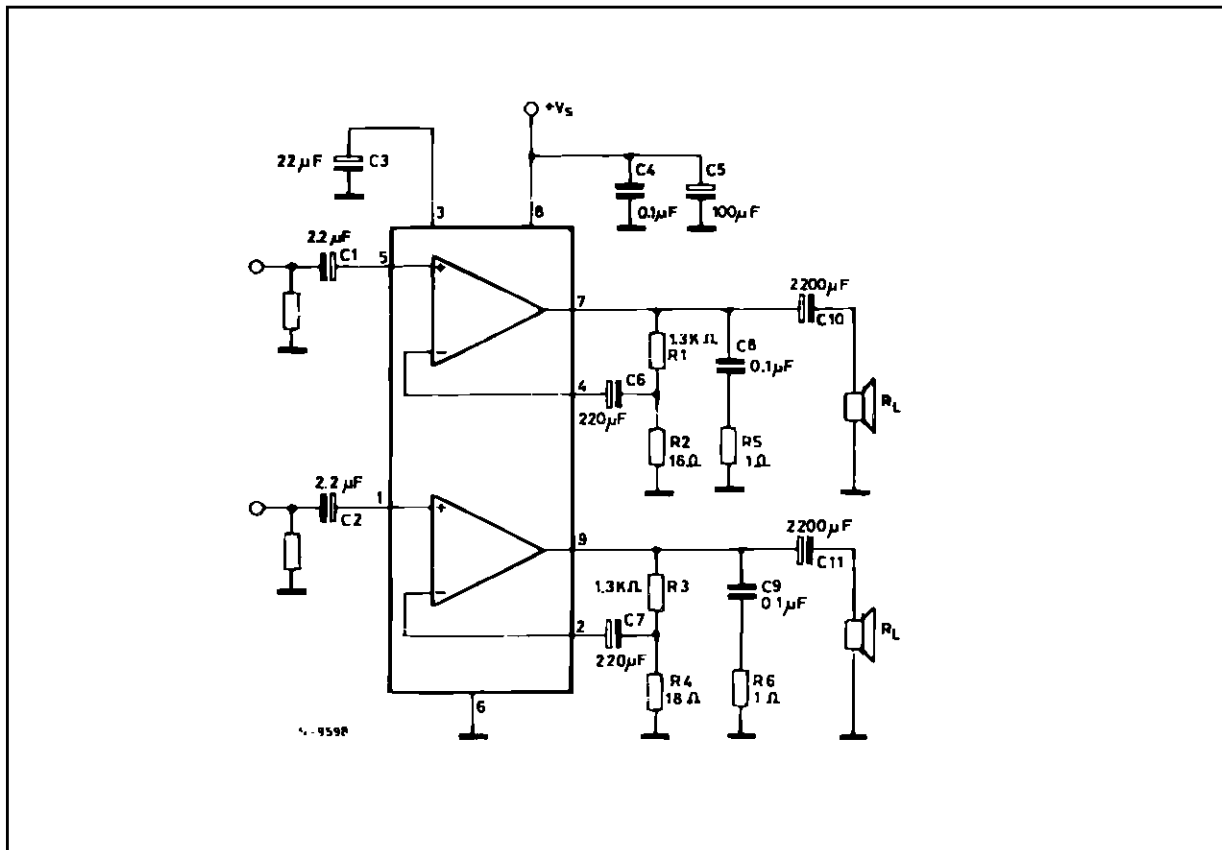 +Vs
22µF C3
C4
C5
0.1µF
100µF
3
8
2.2µF
C1
5
7
2200µF
C10
1.3KΩ
R1
C8
0.1µF
4
C6
220µF
R2
R5
1Ω
RL
2.2µF
C2
1
9
2200µF
C11
1.3KΩ R3
C9
0.1µF
2
C7
220µF
R4
18Ω
R6
1Ω
RL
6
+
−
+
−